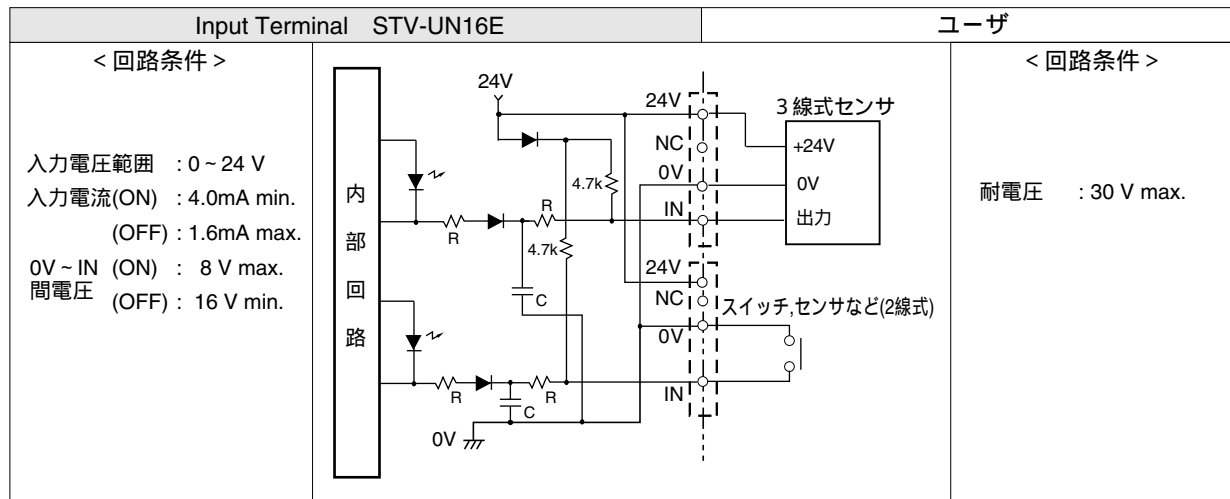 Input Terminal STV-UN16E
ユーザ
<回路条件>
入力電圧範囲 : 0~24 V
入力電流(ON) : 4.0mA min.
(OFF) : 1.6mA max.
0V~IN (ON) : 8 V max.
間電圧 (OFF) : 16 V min.
内部回路
24V
R
C
R
4.7k
4.7k
R
C
R
0V
24V
NC
0V
IN
24V
NC
0V
IN
3線式センサ
+24V
0V
出力
スイッチ,センサなど(2線式)
<回路条件>
耐電圧 : 30 V max.